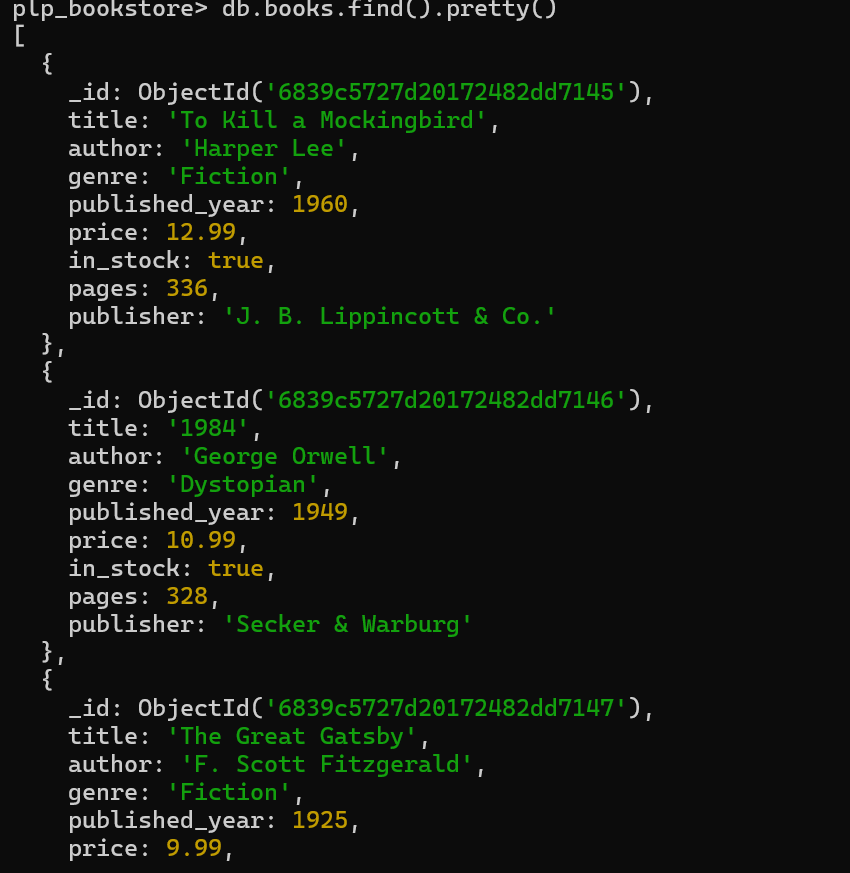 plp_bookstore> db.books.find().pretty()
[
  {
    _id: ObjectId('6839c5727d20172482dd7145'),
    title: 'To Kill a Mockingbird',
    author: 'Harper Lee',
    genre: 'Fiction',
    published_year: 1960,
    price: 12.99,
    in_stock: true,
    pages: 336,
    publisher: 'J. B. Lippincott & Co.'
  },
  {
    _id: ObjectId('6839c5727d20172482dd7146'),
    title: '1984',
    author: 'George Orwell',
    genre: 'Dystopian',
    published_year: 1949,
    price: 10.99,
    in_stock: true,
    pages: 328,
    publisher: 'Secker & Warburg'
  },
  {
    _id: ObjectId('6839c5727d20172482dd7147'),
    title: 'The Great Gatsby',
    author: 'F. Scott Fitzgerald',
    genre: 'Fiction',
    published_year: 1925,
    price: 9.99,